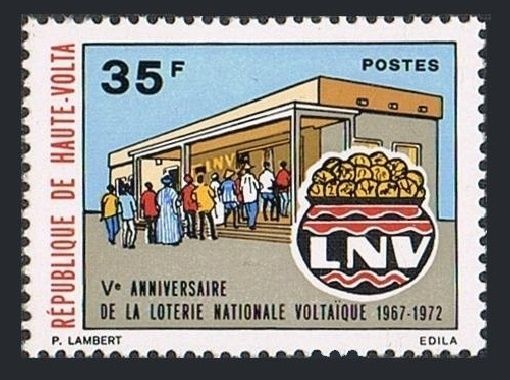 35F
POSTES
RÉPUBLIQUE DE HAUTE-VOLTA
LNV
LNV
Ve ANNIVERSAIRE
DE LA LOTERIE NATIONALE VOLTAÏQUE 1967-1972
P. LAMBERT
EDILA